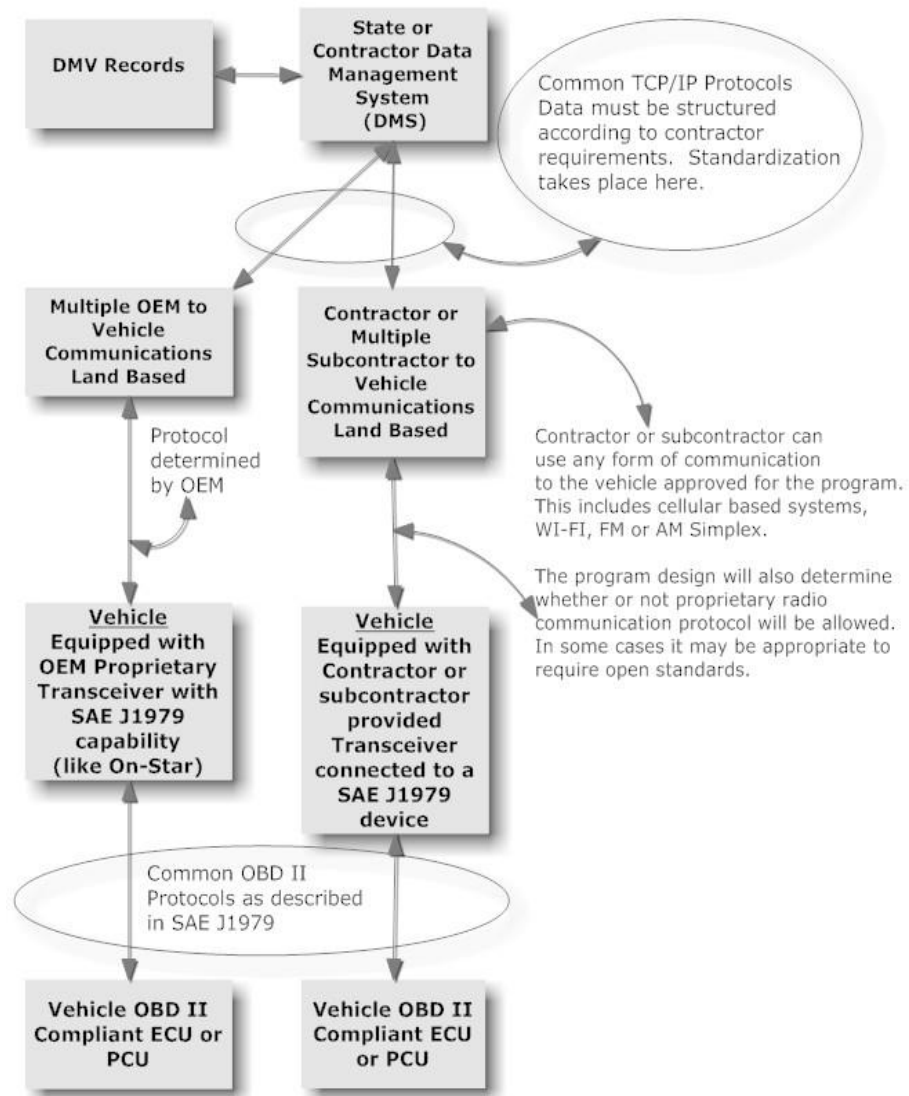 DMV Records
State or
Contractor Data
Management
System
(DMS)
Common TCP/IP Protocols
Data must be structured
according to contractor
requirements. Standardization
takes place here.
Multiple OEM to
Vehicle
Communications
Land Based
Contractor or
Multiple
Subcontractor to
Vehicle
Communications
Land Based
Protocol
determined
by OEM
Contractor or subcontractor can
use any form of communication
to the vehicle approved for the program.
This includes cellular based systems,
WI-FI, FM or AM Simplex.
The program design will also determine
whether or not proprietary radio
communication protocol will be allowed.
In some cases it may be appropriate to
require open standards.
Vehicle
Equipped with
OEM Proprietary
Transceiver with
SAE J1979
capability
(like On-Star)
Vehicle
Equipped with
Contractor or
subcontractor
provided
Transceiver
connected to a
SAE J1979
device
Common OBD II
Protocols as described
in SAE J1979
Vehicle OBD II
Compliant ECU or
PCU
Vehicle OBD II
Compliant ECU
or PCU